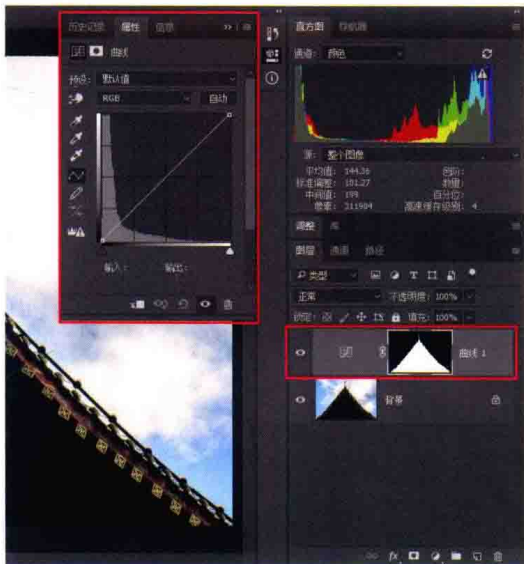 历史记录 属性 信息
曲线
预设: 默认值
RGB 自动
输入: 输出:
直方图 导航器
通道: 颜色
源: 整个图像
平均值: 144.36
标准偏差: 101.27
中间值: 199
像素: 311904
色阶:
数量:
百分位:
高速缓存级别: 4
调整 库
图层 通道 路径
类型
正常 不透明度: 100%
锁定: 填充: 100%
曲线 1
背景
fx